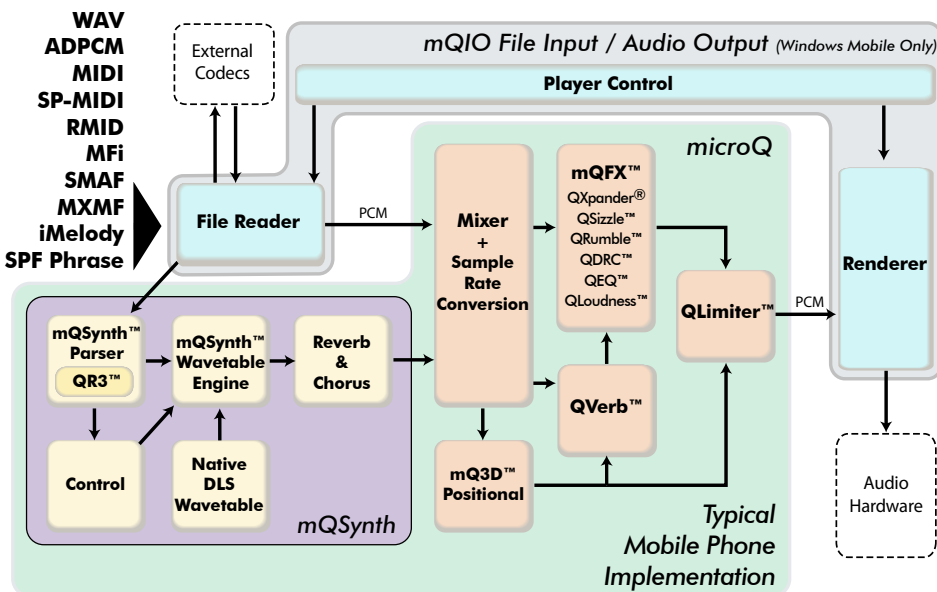 WAV
ADPCM
MIDI
SP-MIDI
RMID
MFi
SMAF
MXMF
iMelody
SPF Phrase
External
Codecs
mQIO File Input / Audio Output (Windows Mobile Only)
Player Control
File Reader
PCM
microQ
Mixer
+
Sample
Rate
Conversion
mQFX™
QXpander®
QSizzle™
QRumble™
QDRC™
QEQ™
QLoudness™
QLimiter™
PCM
Renderer
mQSynth™
Parser
QR3™
mQSynth™
Wavetable
Engine
Reverb
&
Chorus
QVerb™
Control
Native
DLS
Wavetable
mQSynth
mQ3D™
Positional
Audio
Hardware
Typical
Mobile Phone
Implementation